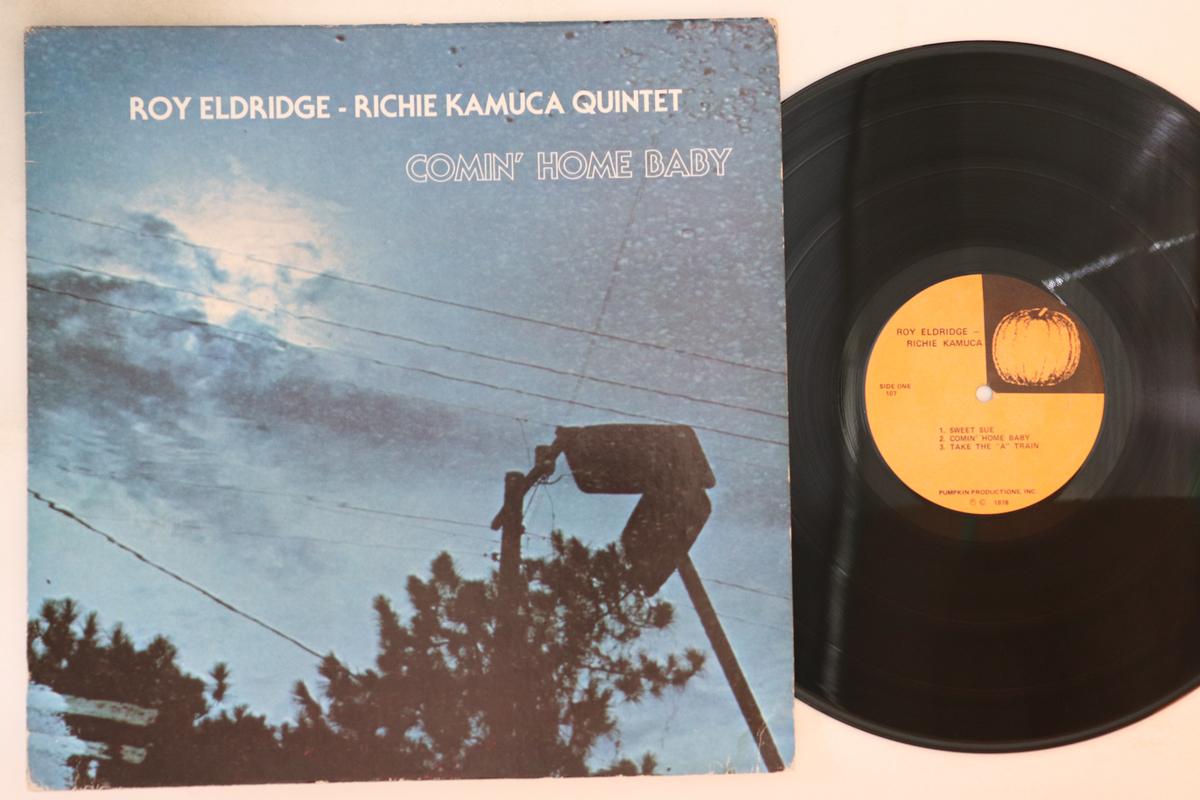 ROY ELDRIDGE - RICHIE KAMUCA QUINTET
COMIN' HOME BABY
ROY ELDRIDGE –
RICHIE KAMUCA
SIDE ONE
107
1. SWEET SUE
2. COMIN' HOME BABY
3. TAKE THE "A" TRAIN
PUMPKIN PRODUCTIONS, INC.
℗ © 1978